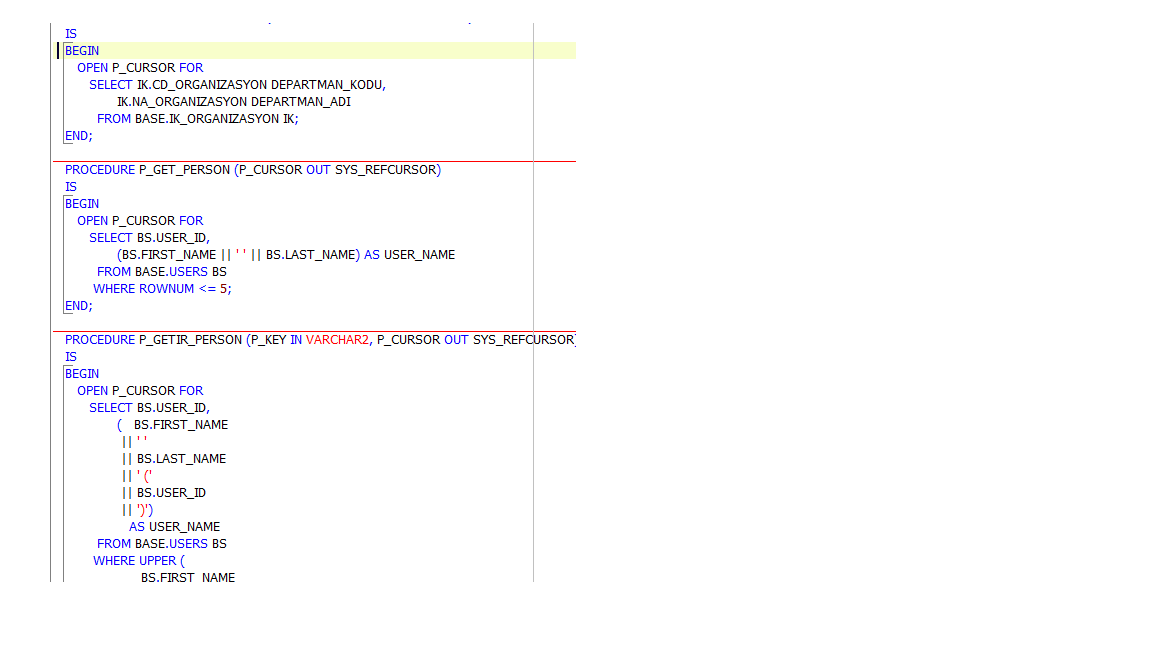 IS
BEGIN
OPEN P_CURSOR FOR
SELECT IK.CD_ORGANIZASYON DEPARTMAN_KODU,
IK.NA_ORGANIZASYON DEPARTMAN_ADI
FROM BASE.IK_ORGANIZASYON IK;
END;
PROCEDURE P_GET_PERSON (P_CURSOR OUT SYS_REFCURSOR)
IS
BEGIN
OPEN P_CURSOR FOR
SELECT BS.USER_ID,
(BS.FIRST_NAME || ' ' || BS.LAST_NAME) AS USER_NAME
FROM BASE.USERS BS
WHERE ROWNUM <= 5;
END;
PROCEDURE P_GETIR_PERSON (P_KEY IN VARCHAR2, P_CURSOR OUT SYS_REFCURSOR)
IS
BEGIN
OPEN P_CURSOR FOR
SELECT BS.USER_ID,
( BS.FIRST_NAME
|| ' '
|| BS.LAST_NAME
|| ' ('
|| BS.USER_ID
|| ')')
AS USER_NAME
FROM BASE.USERS BS
WHERE UPPER (
BS.FIRST_NAME